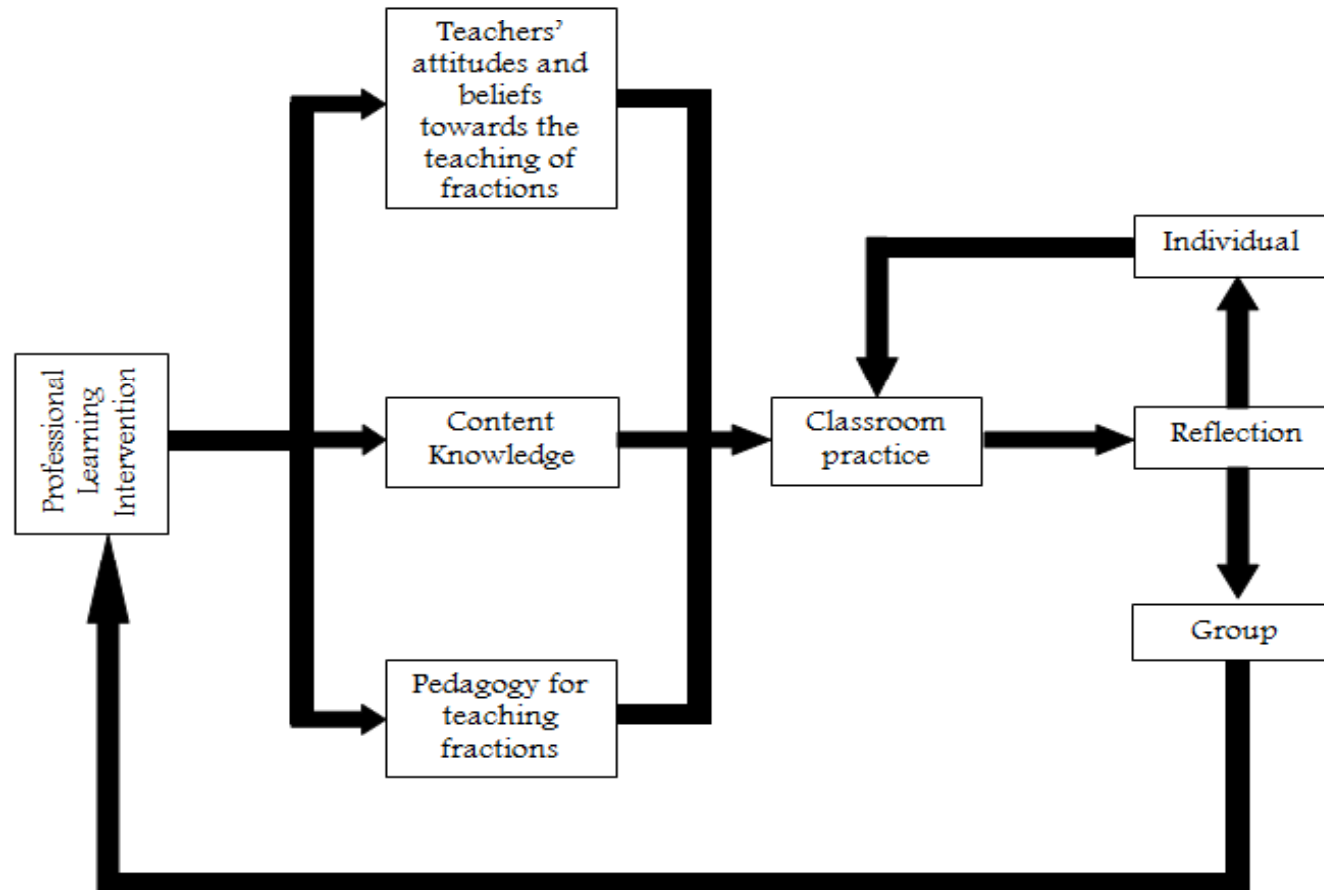 Teachers’
attitudes and
beliefs
towards the
teaching of
fractions
Individual
Professional
Learning
Intervention
Content
Knowledge
Classroom
practice
Reflection
Group
Pedagogy for
teaching
fractions